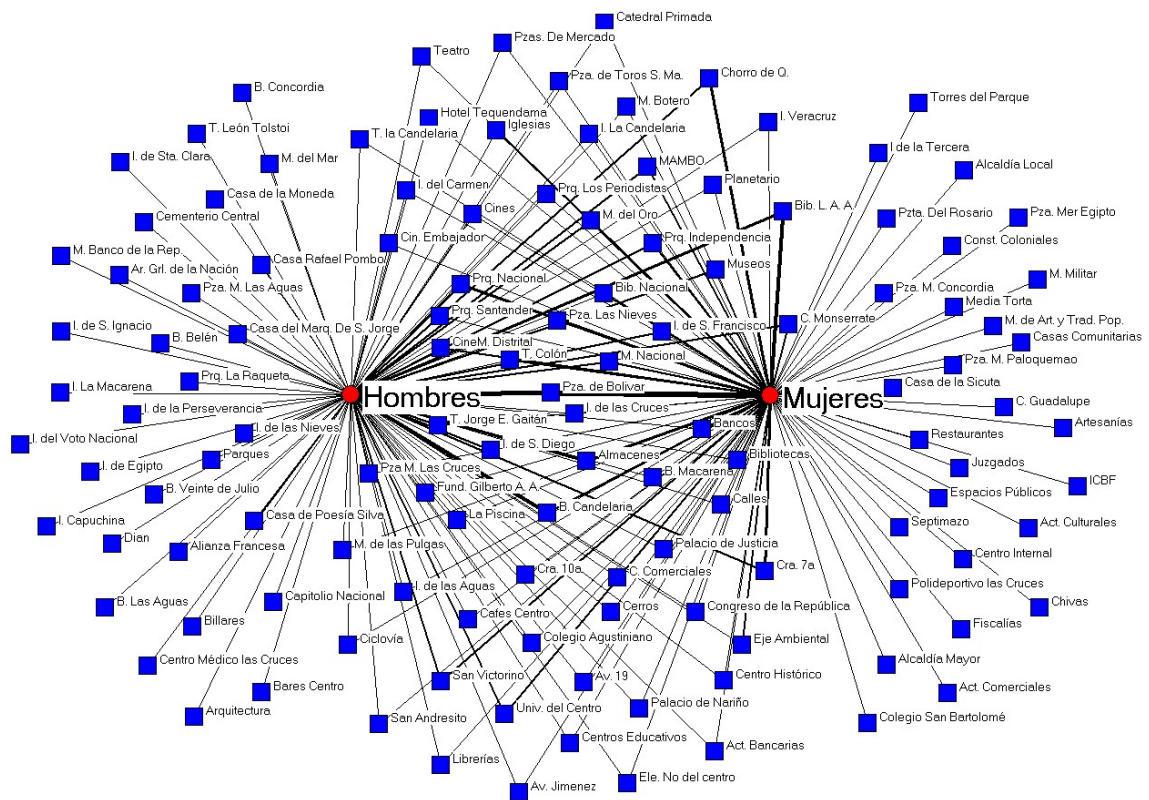 Catedral Primada
Pzas. De Mercado
Teatro
Pza. de Toros S. Ma.
Chorro de Q.
B. Concordia
M. Botero
Torres del Parque
Hotel Tequendama
Iglesias
I. Veracruz
T. León Tolstoi
T. la Candelaria
I. La Candelaria
I de la Tercera
I. de Sta. Clara
M. del Mar
MAMBO
Alcaldía Local
Planetario
I. del Carmen
Prq. Los Periodistas
Casa de la Moneda
Bib. L. A. A.
Cementerio Central
Cines
M. del Oro
Pzta. Del Rosario
Pza. Mer Egipto
Cin. Embajador
Prq. Independencia
Const. Coloniales
M. Banco de la Rep.
Casa Rafael Pombo
Museos
Ar. Grl. de la Nación
Prq. Nacional
M. Militar
Pza. M. Las Aguas
Bib. Nacional
Pza. M. Concordia
Media Torta
Prq. Santander
Pza. Las Nieves
I. de S. Ignacio
Casa del Marq. De S. Jorge
I. de S. Francisco
C. Monserrate
M. de Art. y Trad. Pop.
B. Belén
CineM. Distrital
T. Colón
M. Nacional
Casas Comunitarias
Pza. M. Paloquemao
Prq. La Raqueta
Casa de la Sicuta
I. La Macarena
Hombres
Pza. de Bolivar
Mujeres
I. de la Perseverancia
I. de las Cruces
C. Guadalupe
T. Jorge E. Gaitán
Bancos
Artesanías
I. del Voto Nacional
I. de las Nieves
I. de S. Diego
Restaurantes
Parques
Almacenes
Bibliotecas
Juzgados
I. de Egipto
Pza M. Las Cruces
B. Macarena
B. Veinte de Julio
Fund. Gilberto A. A.
ICBF
Espacios Públicos
Calles
I. Capuchina
Casa de Poesía Silva
La Piscina
B. Candelaria
Septimazo
Act. Culturales
Dian
Alianza Francesa
M. de las Pulgas
Palacio de Justicia
Centro Internal
Cra. 10a
C. Comerciales
Cra. 7a
B. Las Aguas
Capitolio Nacional
I. de las Aguas
Polideportivo las Cruces
Chivas
Billares
Cafes Centro
Cerros
Congreso de la República
Fiscalías
Ciclovía
Colegio Agustiniano
Eje Ambiental
Centro Médico las Cruces
Alcaldía Mayor
Bares Centro
San Victorino
Av. 19
Centro Histórico
Act. Comerciales
Arquitectura
San Andresito
Univ. del Centro
Palacio de Nariño
Colegio San Bartolomé
Centros Educativos
Act. Bancarias
Librerías
Av. Jimenez
Ele. No del centro